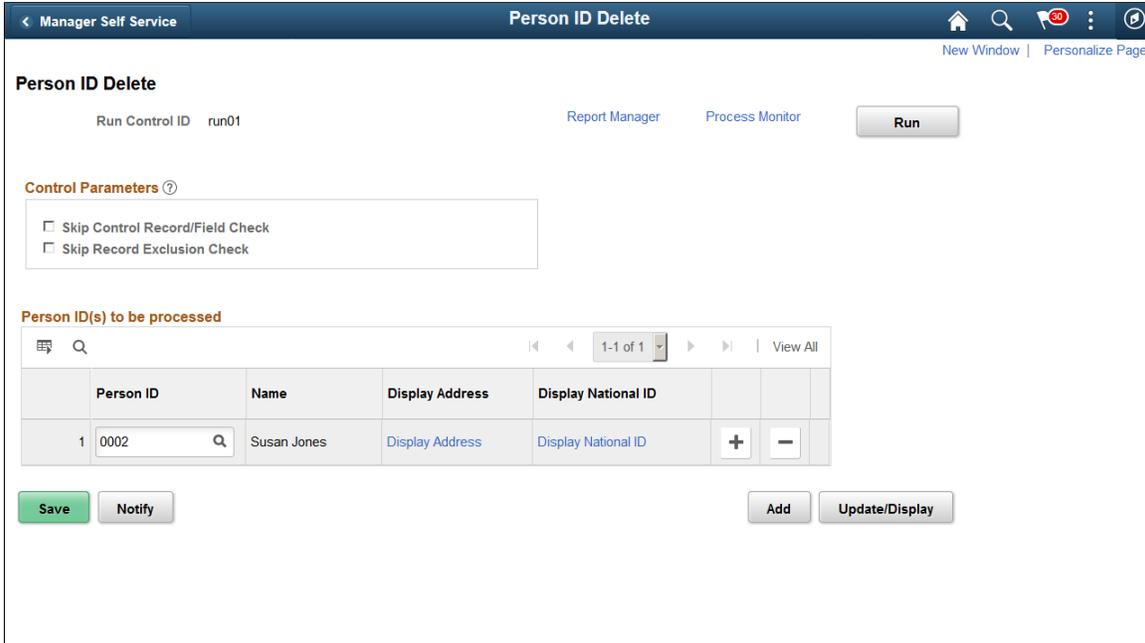 Manager Self Service Person ID Delete 30
New Window | Personalize Page
Person ID Delete
Run Control ID run01 Report Manager Process Monitor Run
Control Parameters ?
Skip Control Record/Field Check
Skip Record Exclusion Check
Person ID(s) to be processed
1-1 of 1 | View All
Person ID Name Display Address Display National ID
1 0002 Susan Jones Display Address Display National ID
Save Notify Add Update/Display